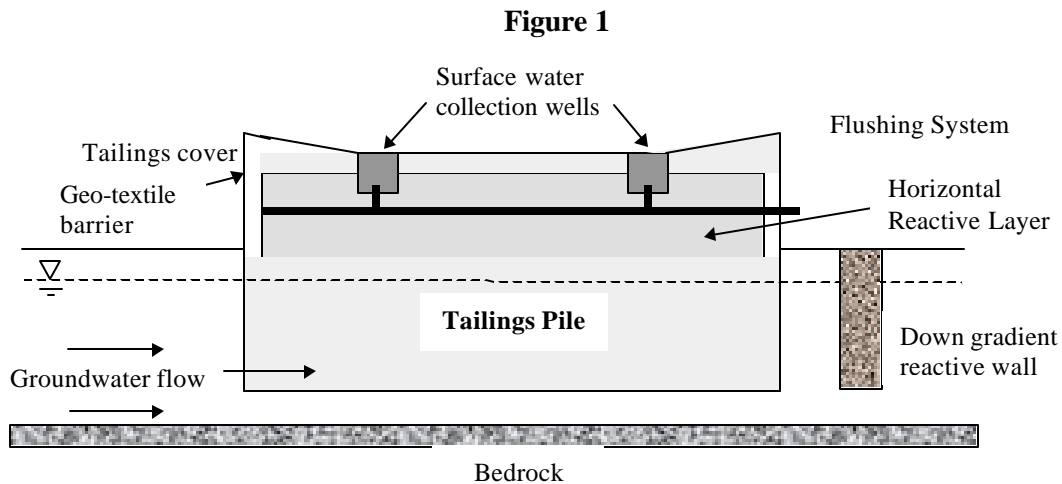 Figure 1
Surface water
collection wells
Flushing System
Tailings cover
Geo-textile
barrier
Horizontal
Reactive Layer
Tailings Pile
Down gradient
reactive wall
Groundwater flow
Bedrock